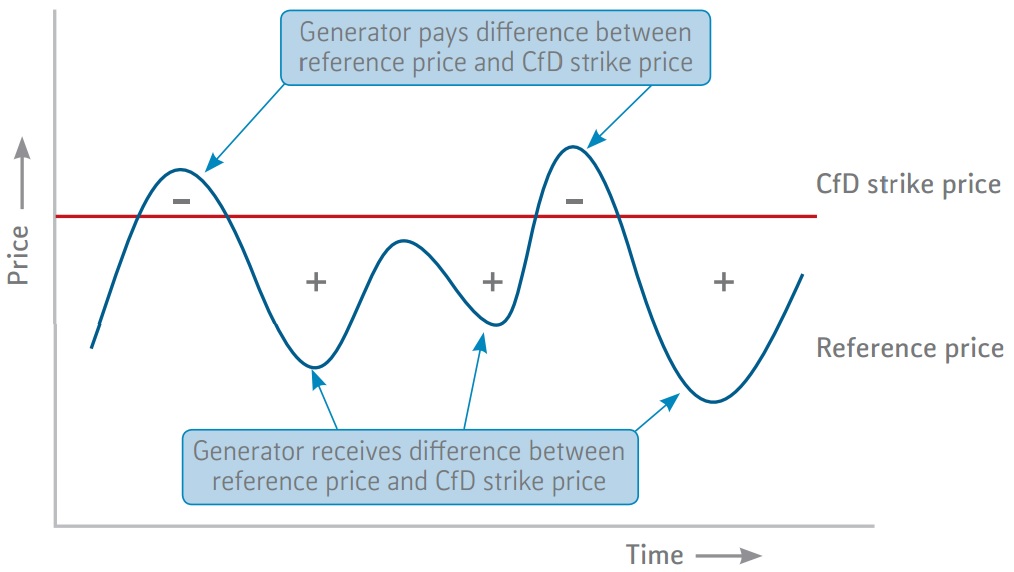 Generator pays difference between
reference price and CfD strike price
CfD strike price
–
–
Price
+
+
+
Reference price
Generator receives difference between
reference price and CfD strike price
Time